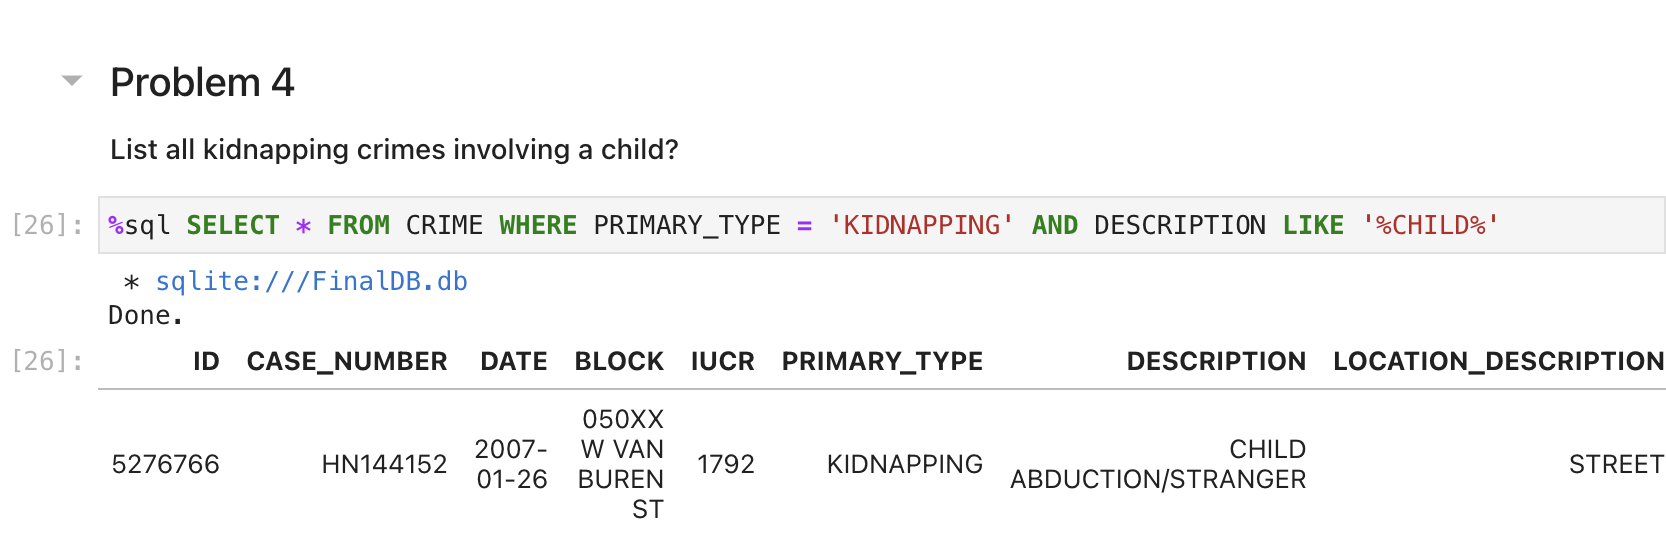 Problem 4
List all kidnapping crimes involving a child?
[26]: %sql SELECT * FROM CRIME WHERE PRIMARY_TYPE = 'KIDNAPPING' AND DESCRIPTION LIKE '%CHILD%'
* sqlite:///FinalDB.db
Done.
[26]: ID CASE_NUMBER DATE BLOCK IUCR PRIMARY_TYPE DESCRIPTION LOCATION_DESCRIPTION
5276766 HN144152 2007-01-26 050XX W VAN BUREN ST 1792 KIDNAPPING CHILD ABDUCTION/STRANGER STREET